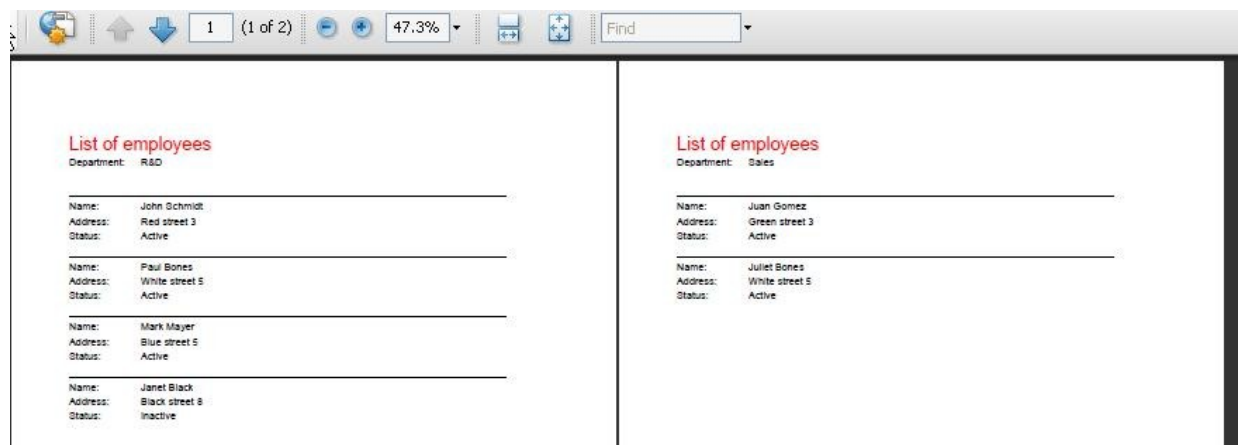 1 (1 of 2) 47.3% Find
List of employees
Department: R&D
Name: John Schmidt
Address: Red street 3
Status: Active
Name: Paul Bones
Address: White street 5
Status: Active
Name: Mark Mayer
Address: Blue street 5
Status: Active
Name: Janet Black
Address: Black street 8
Status: Inactive
List of employees
Department: Sales
Name: Juan Gomez
Address: Green street 3
Status: Active
Name: Juliet Bones
Address: White street 5
Status: Active